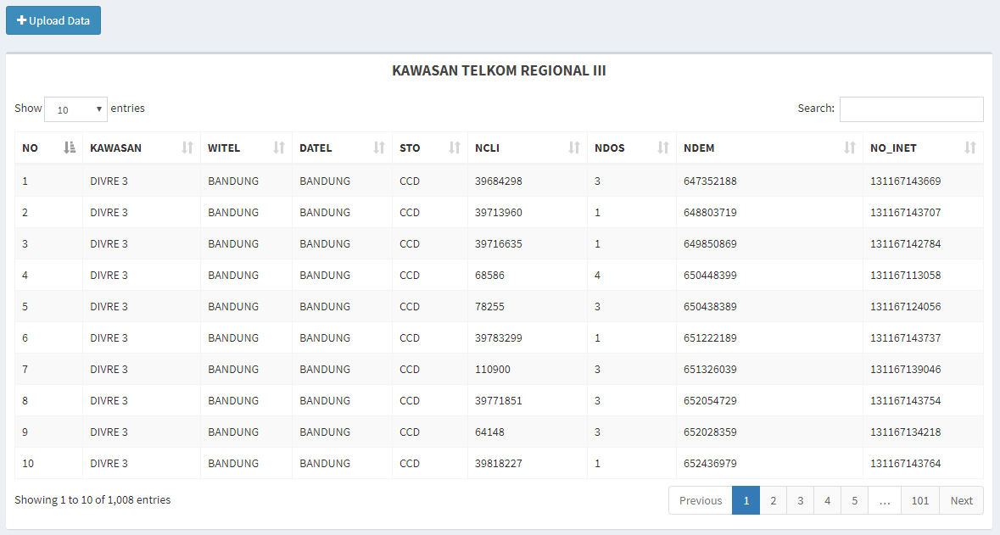 Upload Data
KAWASAN TELKOM REGIONAL III
Show 10 entries Search:
NO KAWASAN WITEL DATEL STO NCLI NDOS NDEM NO_INET
1 DIVRE 3 BANDUNG BANDUNG CCD 39684298 3 647352188 131167143669
2 DIVRE 3 BANDUNG BANDUNG CCD 39713960 1 648803719 131167143707
3 DIVRE 3 BANDUNG BANDUNG CCD 39716635 1 649850869 131167142784
4 DIVRE 3 BANDUNG BANDUNG CCD 68586 4 650448399 131167113058
5 DIVRE 3 BANDUNG BANDUNG CCD 78255 3 650438389 131167124056
6 DIVRE 3 BANDUNG BANDUNG CCD 39783299 1 651222189 131167143737
7 DIVRE 3 BANDUNG BANDUNG CCD 110900 3 651326039 131167139046
8 DIVRE 3 BANDUNG BANDUNG CCD 39771851 3 652054729 131167143754
9 DIVRE 3 BANDUNG BANDUNG CCD 64148 3 652028359 131167134218
10 DIVRE 3 BANDUNG BANDUNG CCD 39818227 1 652436979 131167143764
Showing 1 to 10 of 1,008 entries Previous 1 2 3 4 5 … 101 Next